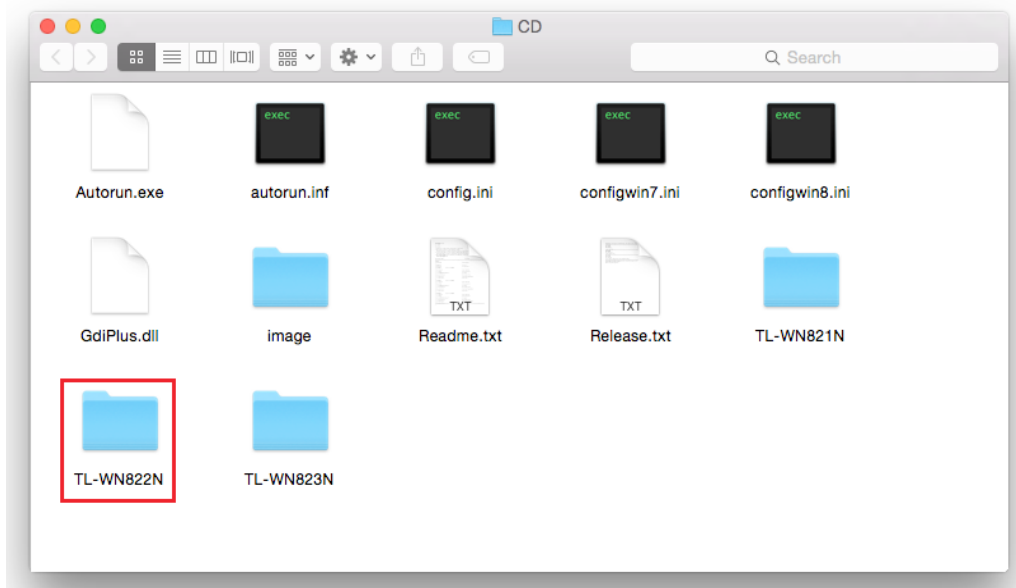 CD
Search
exec exec exec exec
Autorun.exe autorun.inf config.ini configwin7.ini configwin8.ini
TXT TXT
GdiPlus.dll image Readme.txt Release.txt TL-WN821N
TL-WN822N TL-WN823N